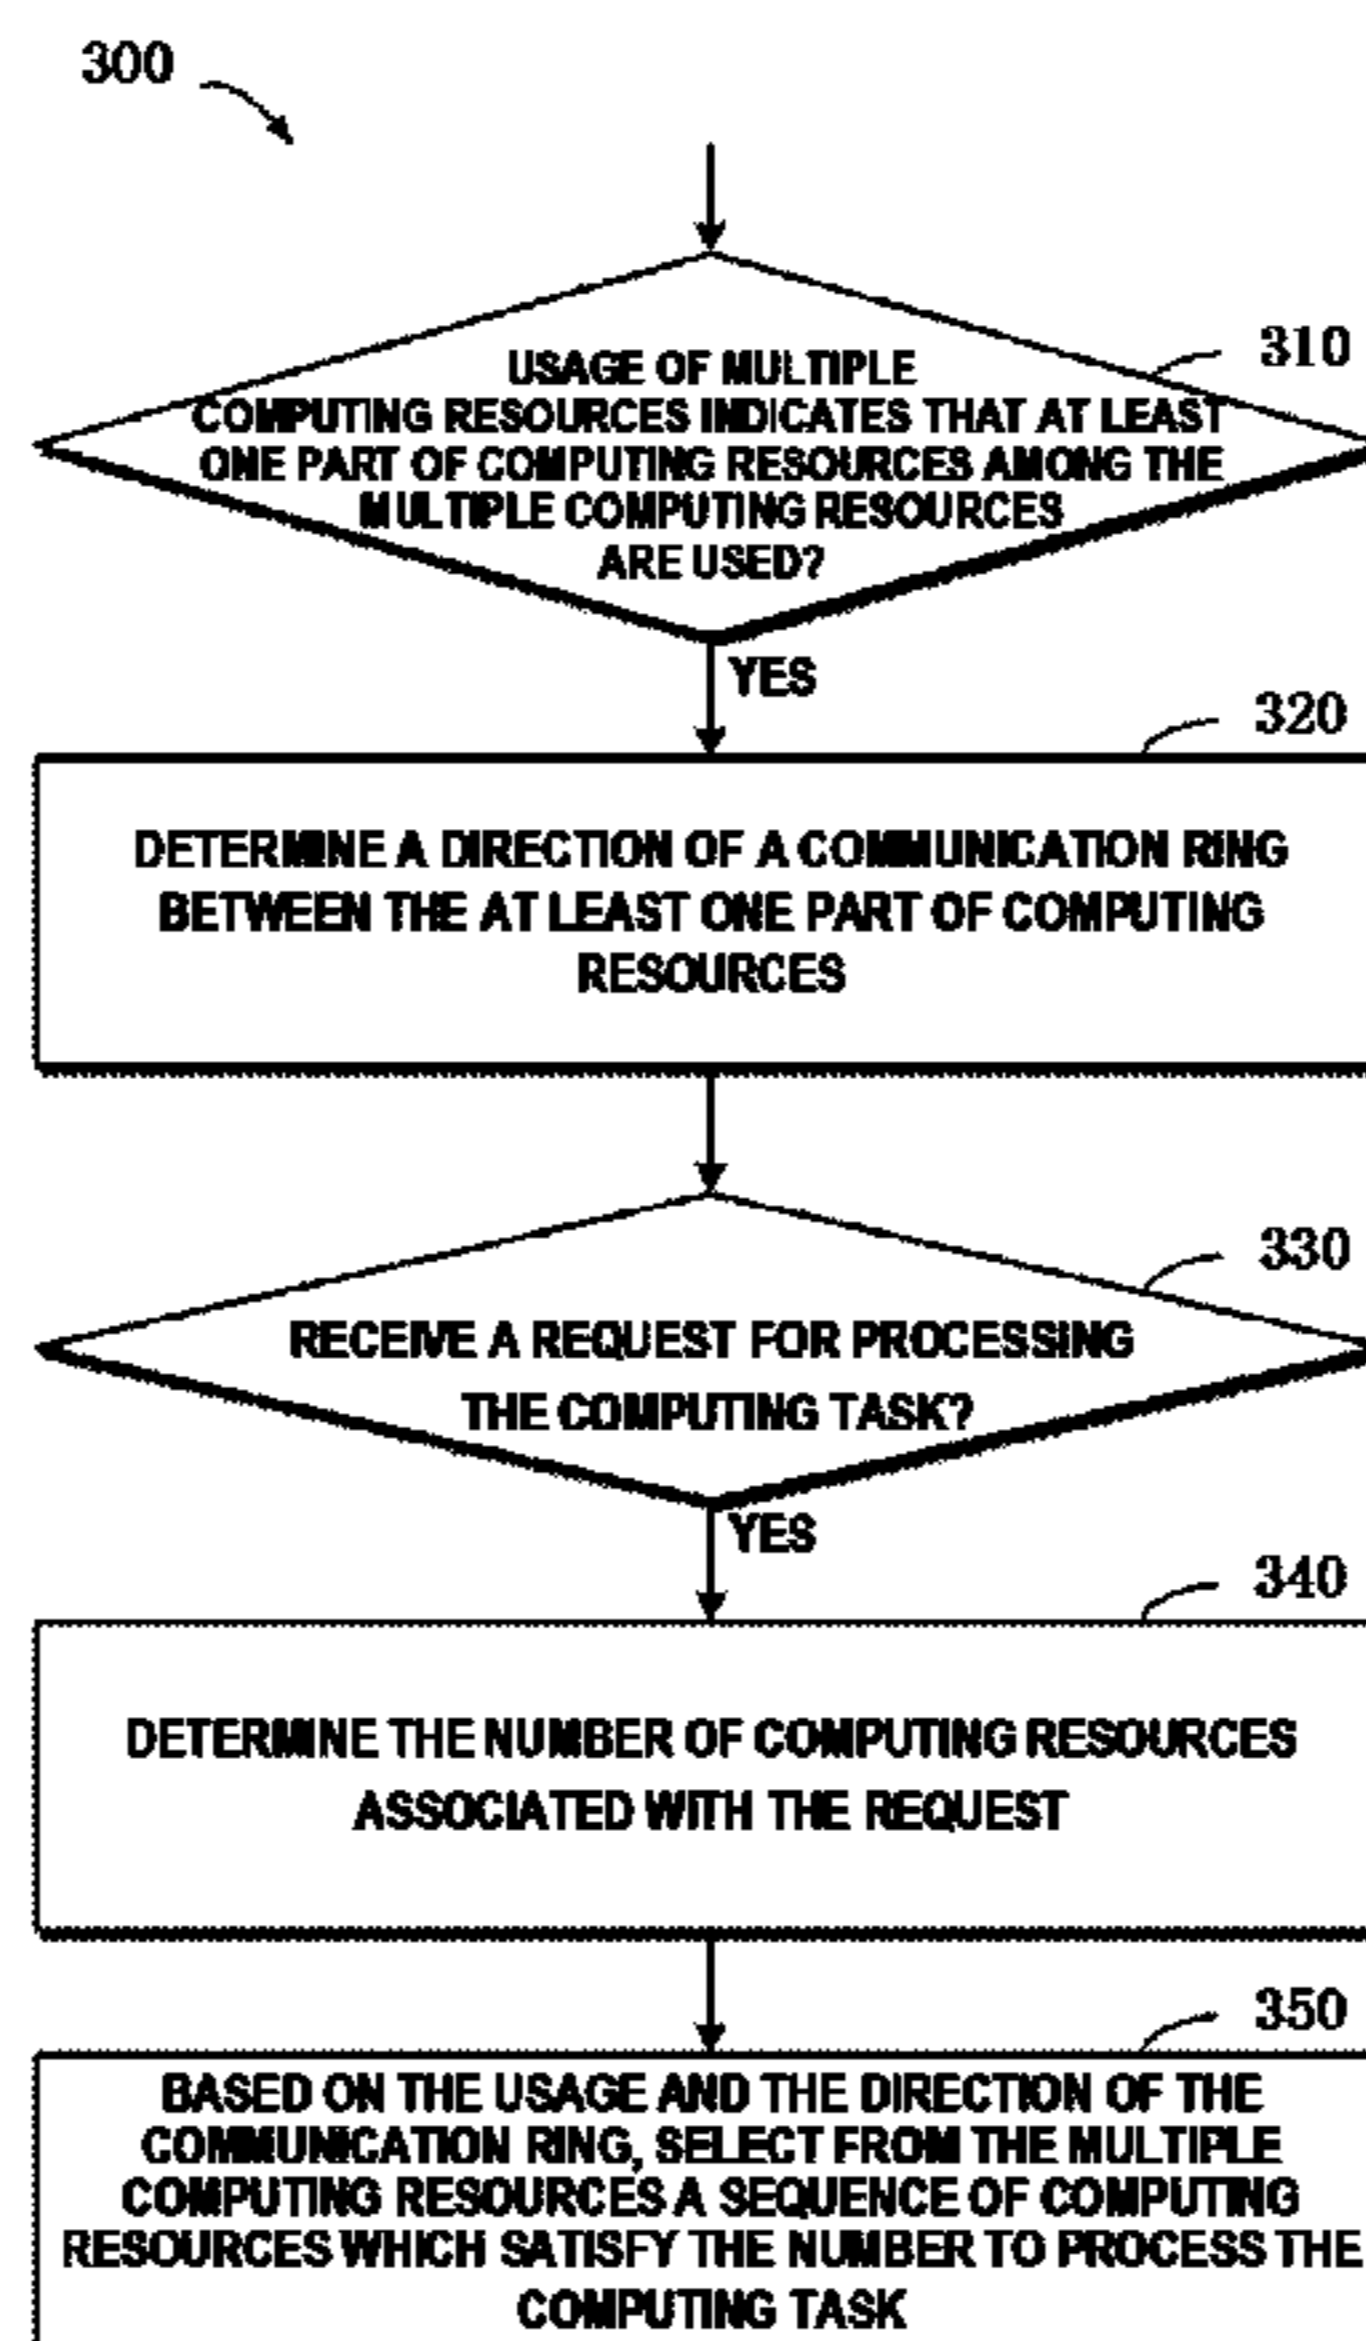 300
310
USAGE OF MULTIPLE
COMPUTING RESOURCES INDICATES THAT AT LEAST
ONE PART OF COMPUTING RESOURCES AMONG THE
MULTIPLE COMPUTING RESOURCES
ARE USED?
YES
320
DETERMINE A DIRECTION OF A COMMUNICATION RING
BETWEEN THE AT LEAST ONE PART OF COMPUTING
RESOURCES
330
RECEIVE A REQUEST FOR PROCESSING
THE COMPUTING TASK?
YES
340
DETERMINE THE NUMBER OF COMPUTING RESOURCES
ASSOCIATED WITH THE REQUEST
350
BASED ON THE USAGE AND THE DIRECTION OF THE
COMMUNICATION RING, SELECT FROM THE MULTIPLE
COMPUTING RESOURCES A SEQUENCE OF COMPUTING
RESOURCES WHICH SATISFY THE NUMBER TO PROCESS THE
COMPUTING TASK